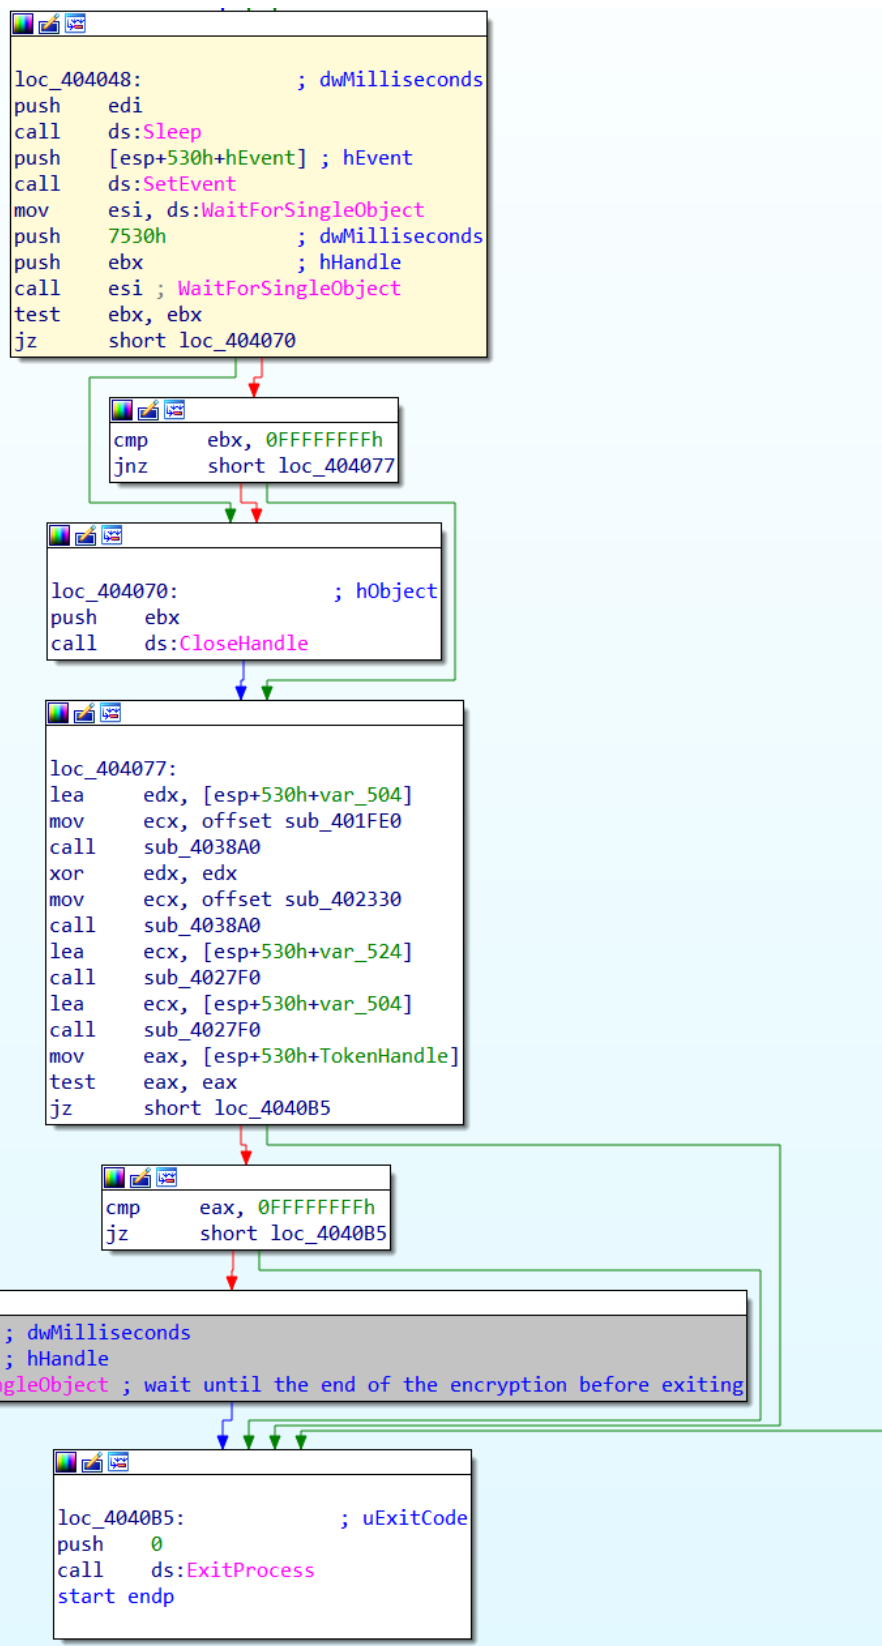 loc_404048: ; dwMilliseconds
push edi
call ds:Sleep
push [esp+530h+hEvent] ; hEvent
call ds:SetEvent
mov esi, ds:WaitForSingleObject
push 7530h ; dwMilliseconds
push ebx ; hHandle
call esi ; WaitForSingleObject
test ebx, ebx
jz short loc_404070
cmp ebx, 0FFFFFFFFh
jnz short loc_404077
loc_404070: ; hObject
push ebx
call ds:CloseHandle
loc_404077:
lea edx, [esp+530h+var_504]
mov ecx, offset sub_401FE0
call sub_4038A0
xor edx, edx
mov ecx, offset sub_402330
call sub_4038A0
lea ecx, [esp+530h+var_524]
call sub_4027F0
lea ecx, [esp+530h+var_504]
call sub_4027F0
mov eax, [esp+530h+TokenHandle]
test eax, eax
jz short loc_4040B5
cmp eax, 0FFFFFFFFh
jz short loc_4040B5
; dwMilliseconds
; hHandle
ngleObject ; wait until the end of the encryption before exiting
loc_4040B5: ; uExitCode
push 0
call ds:ExitProcess
start endp